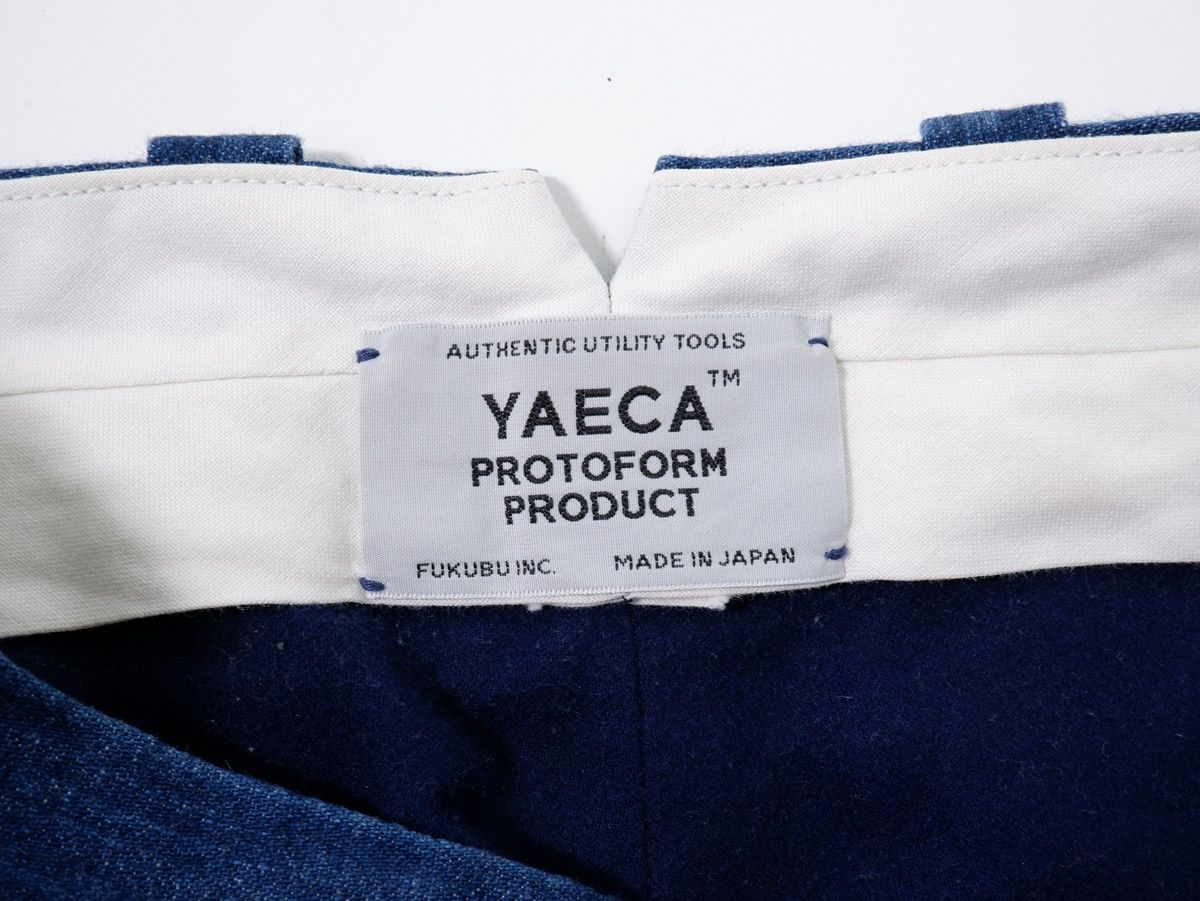 AUTHENTIC UTILITY TOOLS
YAECA™
PROTOFORM
PRODUCT
FUKUBU INC. MADE IN JAPAN